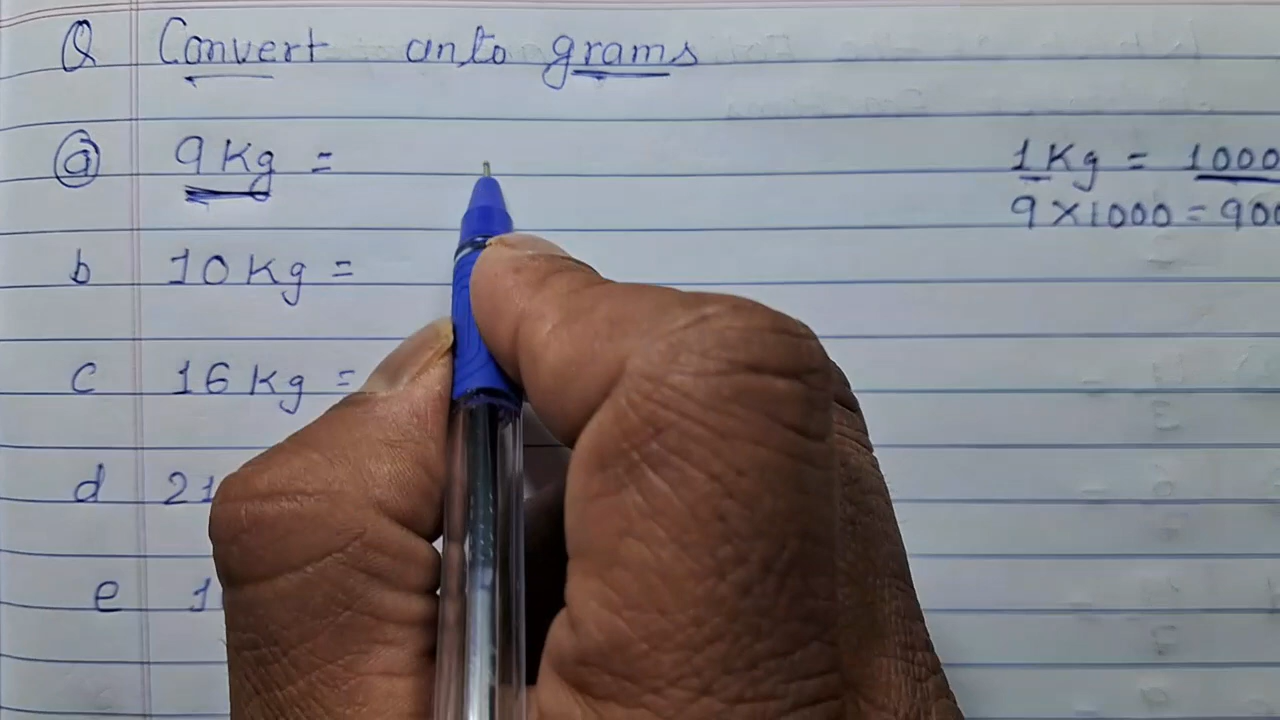 Q Convert into grams
a 9 Kg =
1 Kg = 1000
9 × 1000 = 900
b 10 Kg =
c 16 Kg =
d 21
e 1